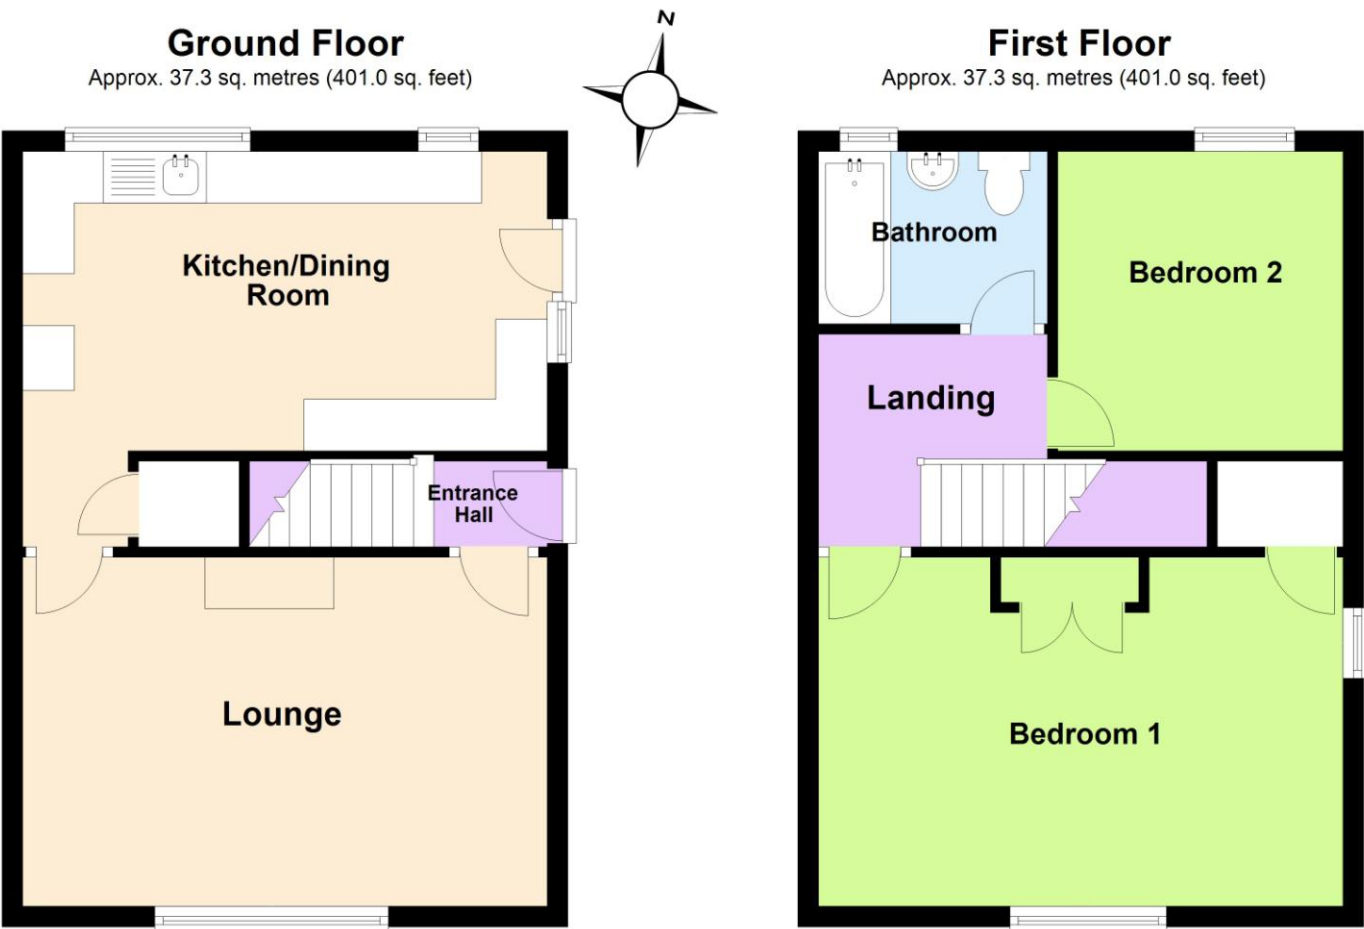 Ground Floor
Approx. 37.3 sq. metres (401.0 sq. feet)
N
First Floor
Approx. 37.3 sq. metres (401.0 sq. feet)
Kitchen/Dining
Room
Entrance
Hall
Lounge
Bathroom
Bedroom 2
Landing
Bedroom 1